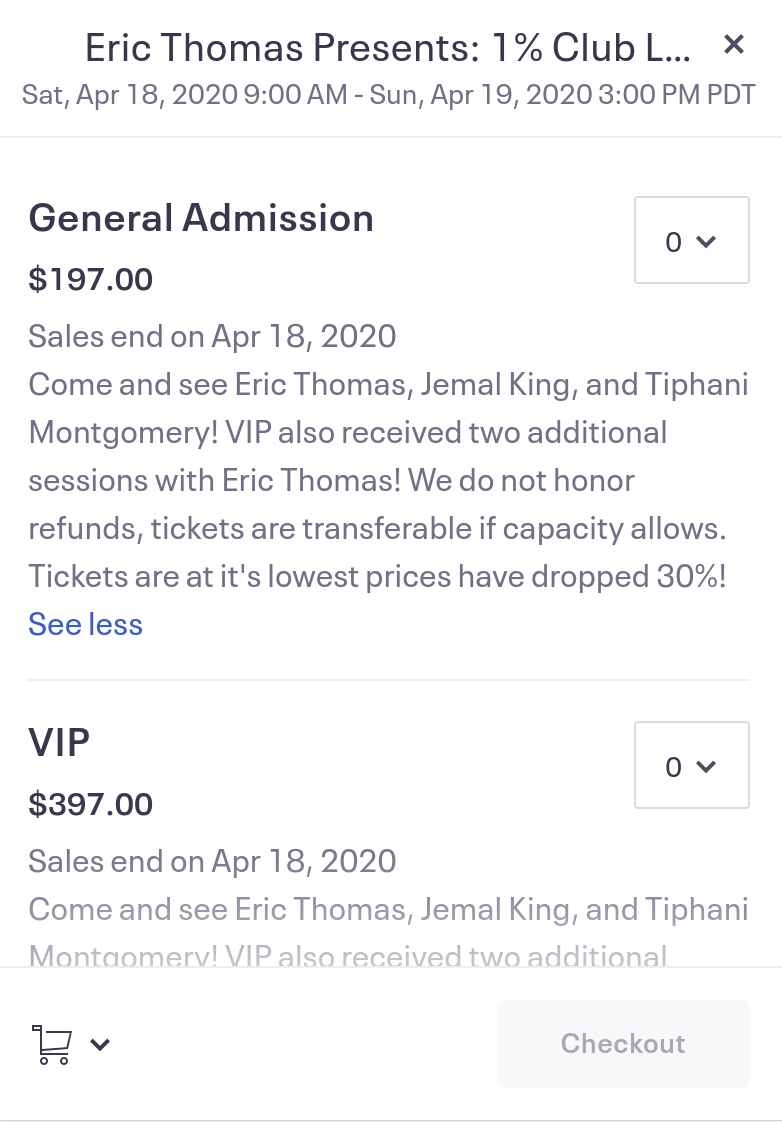 Eric Thomas Presents: 1% Club L...
Sat, Apr 18, 2020 9:00 AM - Sun, Apr 19, 2020 3:00 PM PDT
General Admission
0
$197.00
Sales end on Apr 18, 2020
Come and see Eric Thomas, Jemal King, and Tiphani
Montgomery! VIP also received two additional
sessions with Eric Thomas! We do not honor
refunds, tickets are transferable if capacity allows.
Tickets are at it's lowest prices have dropped 30%!
See less
VIP
0
$397.00
Sales end on Apr 18, 2020
Come and see Eric Thomas, Jemal King, and Tiphani
Montgomery! VIP also received two additional
Checkout